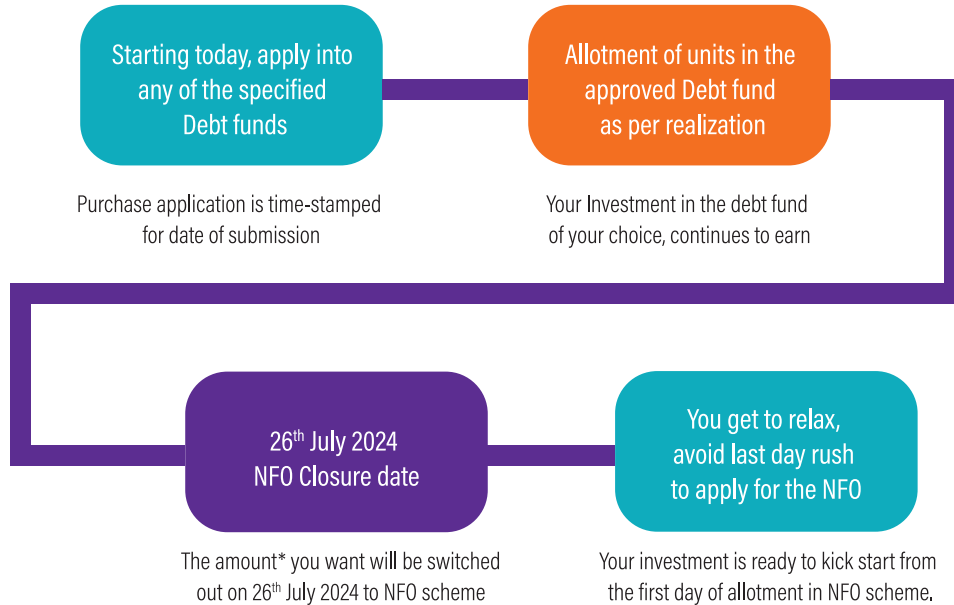 Starting today, apply into
any of the specified
Debt funds
Purchase application is time-stamped
for date of submission
Allotment of units in the
approved Debt fund
as per realization
Your Investment in the debt fund
of your choice, continues to earn
26th July 2024
NFO Closure date
The amount* you want will be switched
out on 26th July 2024 to NFO scheme
You get to relax,
avoid last day rush
to apply for the NFO
Your investment is ready to kick start from
the first day of allotment in NFO scheme.